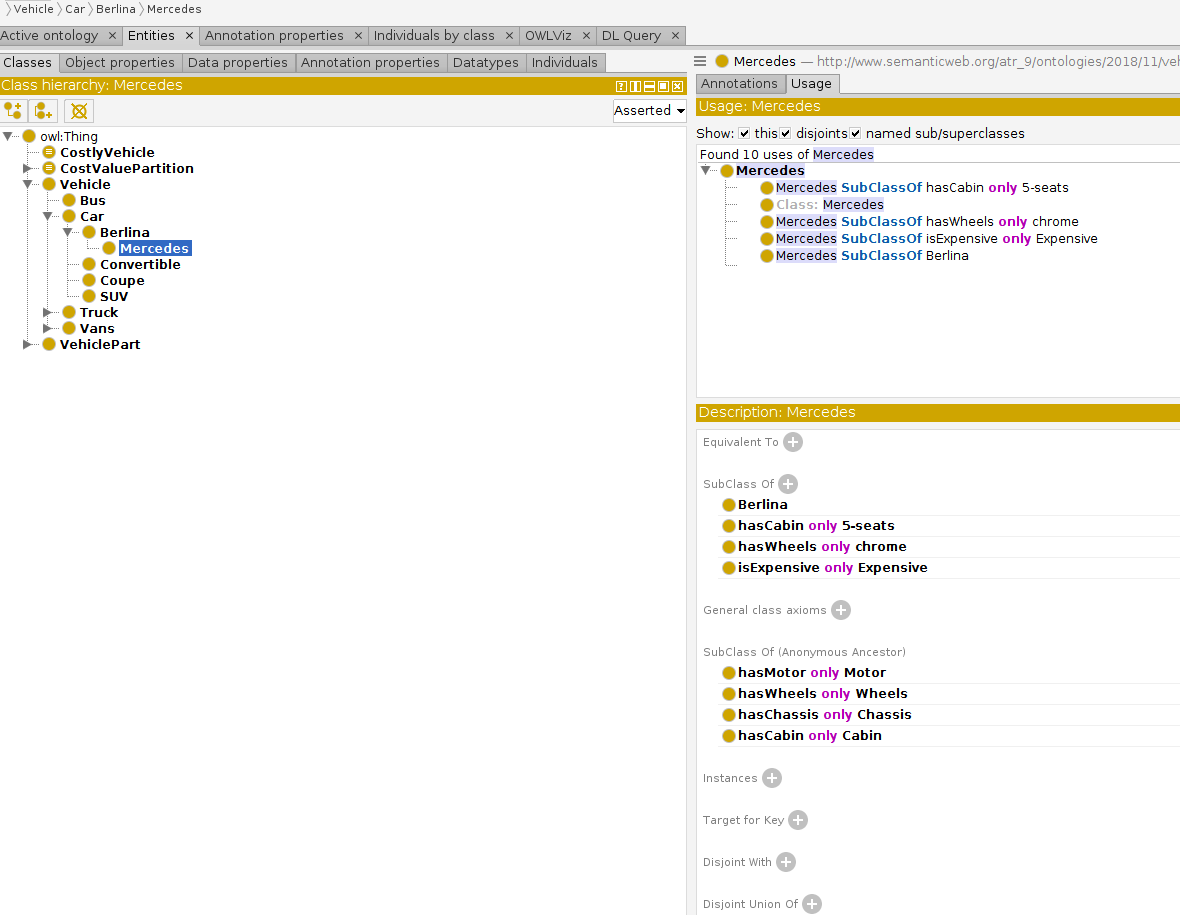 Vehicle Car Berlina Mercedes
Active ontology × Entities × Annotation properties × Individuals by class × OWLViz × DL Query ×
Classes Object properties Data properties Annotation properties Datatypes Individuals
Class hierarchy: Mercedes
Asserted
owl:Thing
CostlyVehicle
CostValuePartition
Vehicle
Bus
Car
Berlina
Mercedes
Convertible
Coupe
SUV
Truck
Vans
VehiclePart
Mercedes — http://www.semanticweb.org/atr_9/ontologies/2018/11/veh
Annotations Usage
Usage: Mercedes
Show: this disjoints named sub/superclasses
Found 10 uses of Mercedes
Mercedes
Mercedes SubClassOf hasCabin only 5-seats
Class: Mercedes
Mercedes SubClassOf hasWheels only chrome
Mercedes SubClassOf isExpensive only Expensive
Mercedes SubClassOf Berlina
Description: Mercedes
Equivalent To
SubClass Of
Berlina
hasCabin only 5-seats
hasWheels only chrome
isExpensive only Expensive
General class axioms
SubClass Of (Anonymous Ancestor)
hasMotor only Motor
hasWheels only Wheels
hasChassis only Chassis
hasCabin only Cabin
Instances
Target for Key
Disjoint With
Disjoint Union Of